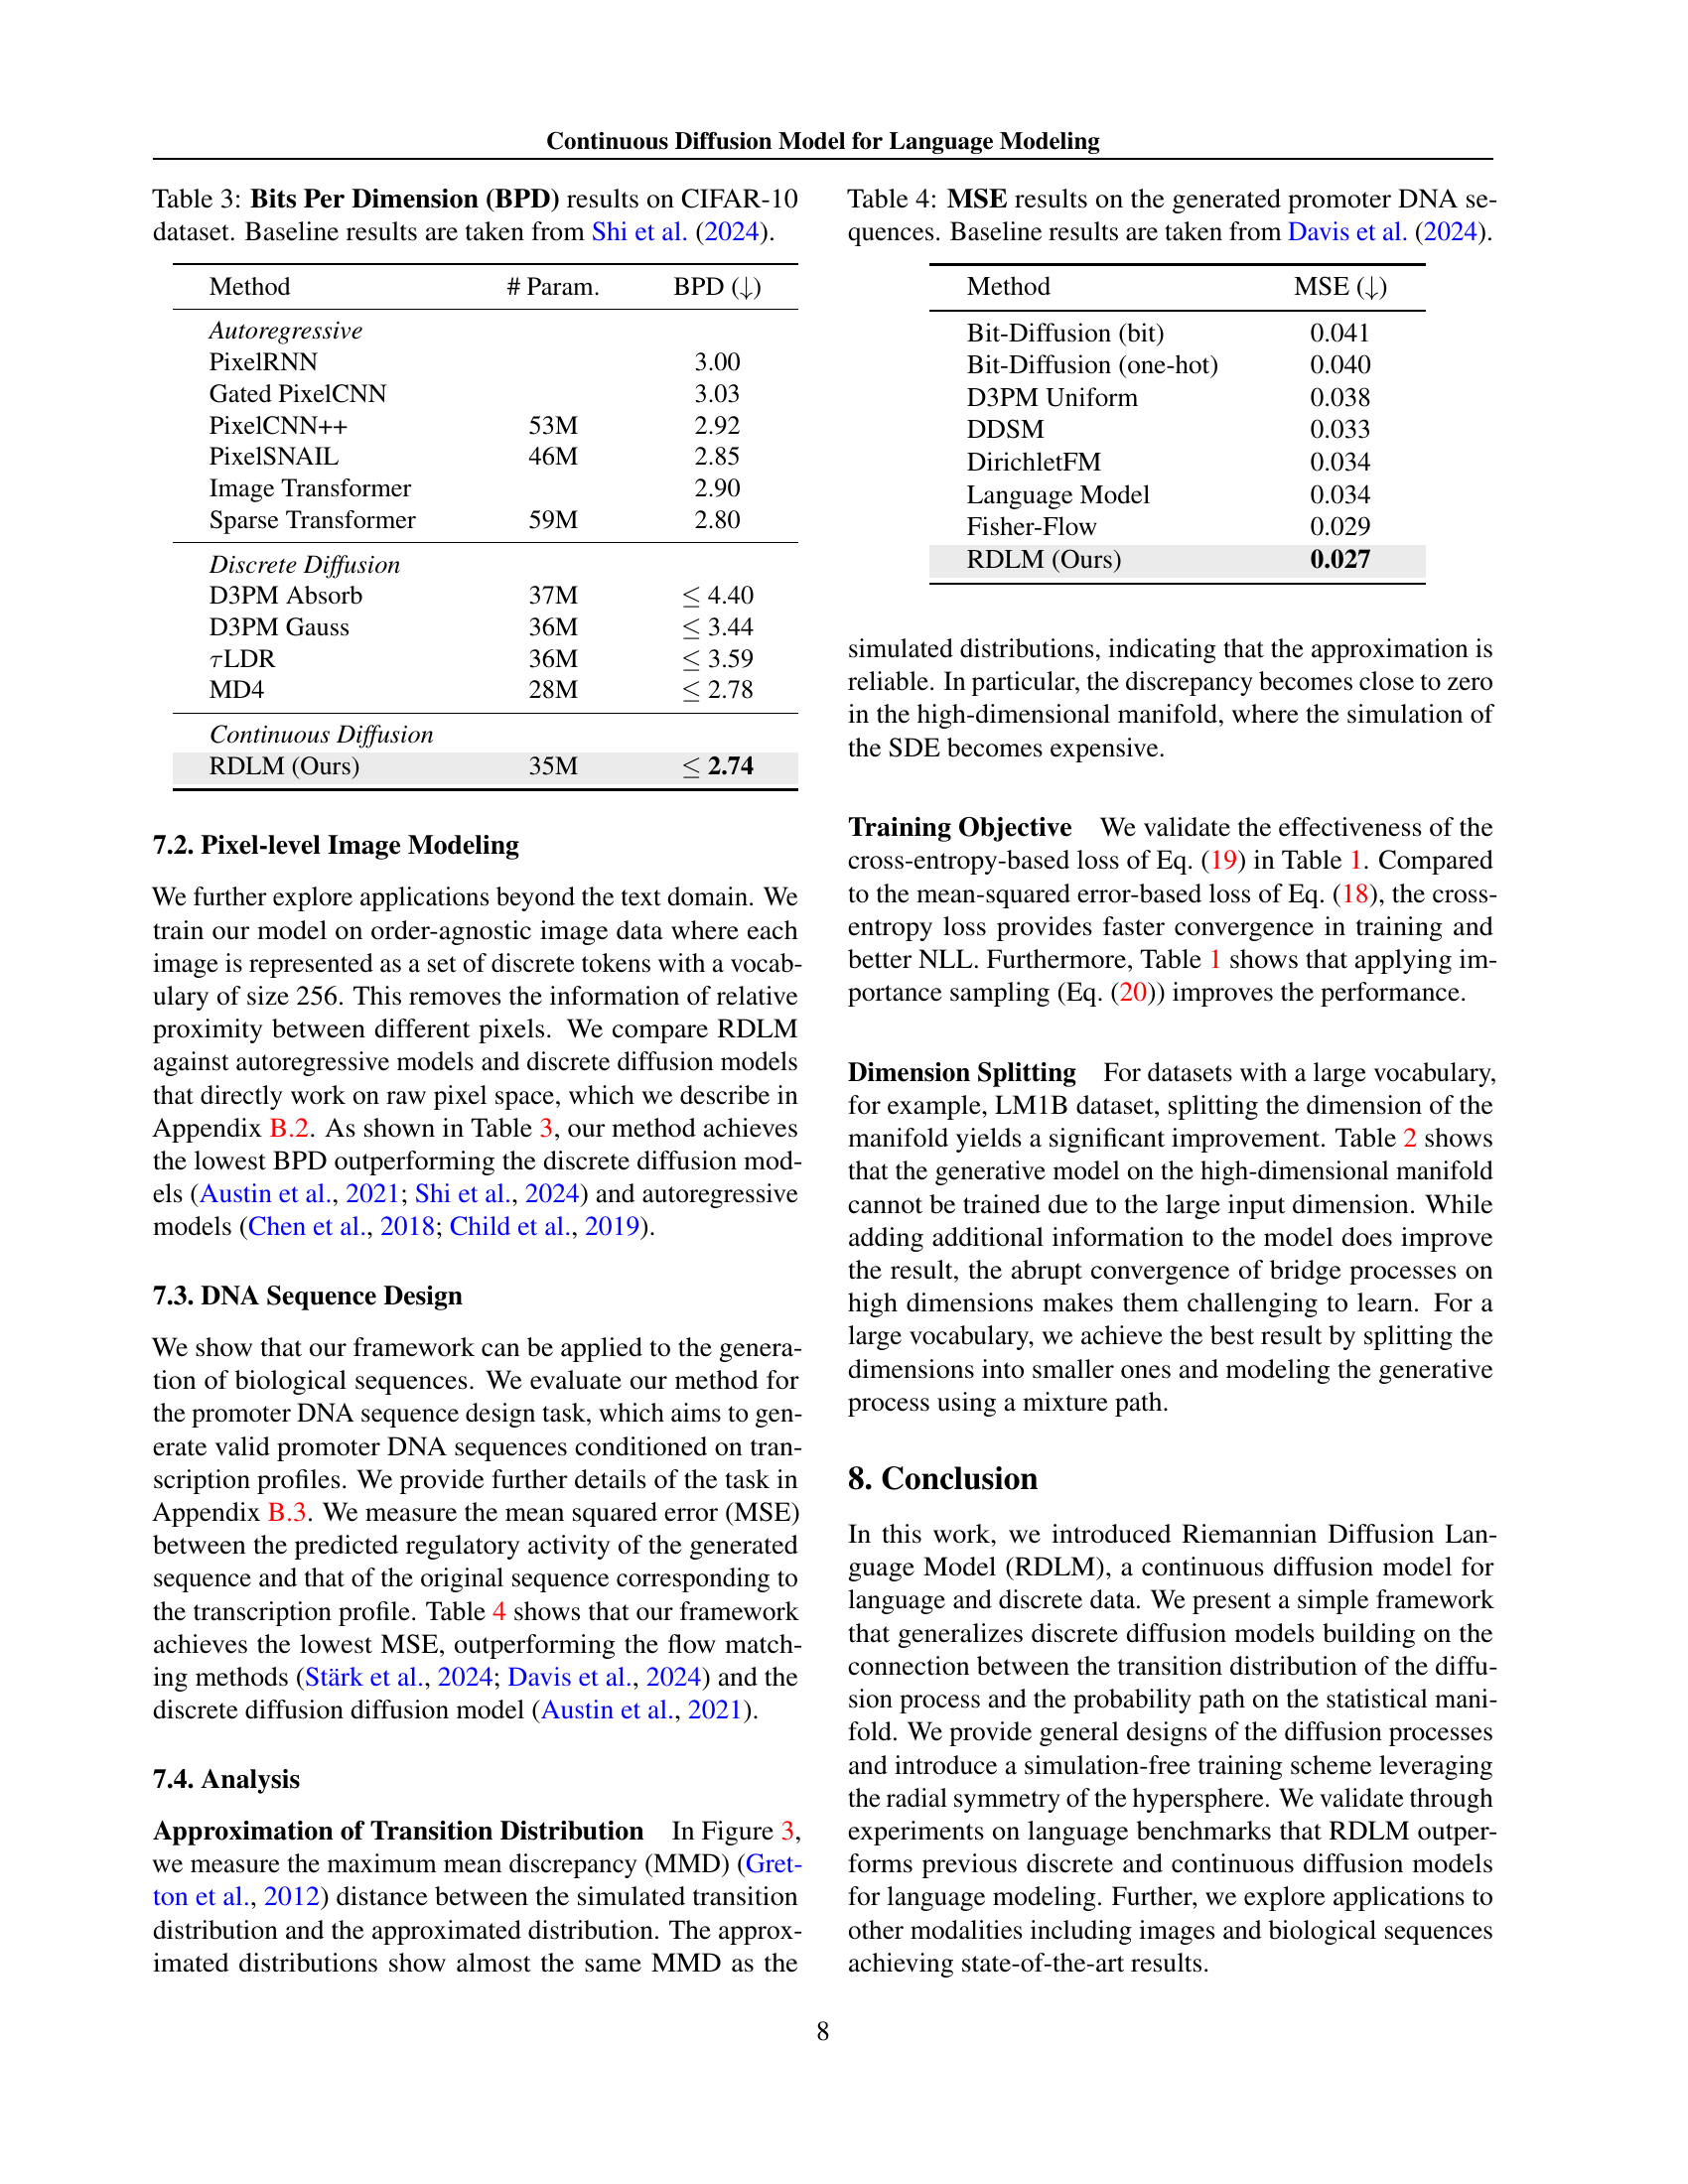 Continuous Diffusion Model for Language Modeling
Table 3: Bits Per Dimension (BPD) results on CIFAR-10
dataset. Baseline results are taken from Shi et al. (2024).
Method # Param. BPD (↓)
Autoregressive
PixelRNN 3.00
Gated PixelCNN 3.03
PixelCNN++ 53M 2.92
PixelSNAIL 46M 2.85
Image Transformer 2.90
Sparse Transformer 59M 2.80
Discrete Diffusion
D3PM Absorb 37M ≤ 4.40
D3PM Gauss 36M ≤ 3.44
τLDR 36M ≤ 3.59
MD4 28M ≤ 2.78
Continuous Diffusion
RDLM (Ours) 35M ≤ 2.74
7.2. Pixel-level Image Modeling
We further explore applications beyond the text domain. We
train our model on order-agnostic image data where each
image is represented as a set of discrete tokens with a vocab-
ulary of size 256. This removes the information of relative
proximity between different pixels. We compare RDLM
against autoregressive models and discrete diffusion models
that directly work on raw pixel space, which we describe in
Appendix B.2. As shown in Table 3, our method achieves
the lowest BPD outperforming the discrete diffusion mod-
els (Austin et al., 2021; Shi et al., 2024) and autoregressive
models (Chen et al., 2018; Child et al., 2019).
7.3. DNA Sequence Design
We show that our framework can be applied to the genera-
tion of biological sequences. We evaluate our method for
the promoter DNA sequence design task, which aims to gen-
erate valid promoter DNA sequences conditioned on tran-
scription profiles. We provide further details of the task in
Appendix B.3. We measure the mean squared error (MSE)
between the predicted regulatory activity of the generated
sequence and that of the original sequence corresponding to
the transcription profile. Table 4 shows that our framework
achieves the lowest MSE, outperforming the flow match-
ing methods (Stärk et al., 2024; Davis et al., 2024) and the
discrete diffusion diffusion model (Austin et al., 2021).
7.4. Analysis
Approximation of Transition Distribution In Figure 3,
we measure the maximum mean discrepancy (MMD) (Gret-
ton et al., 2012) distance between the simulated transition
distribution and the approximated distribution. The approx-
imated distributions show almost the same MMD as the
Table 4: MSE results on the generated promoter DNA se-
quences. Baseline results are taken from Davis et al. (2024).
Method MSE (↓)
Bit-Diffusion (bit) 0.041
Bit-Diffusion (one-hot) 0.040
D3PM Uniform 0.038
DDSM 0.033
DirichletFM 0.034
Language Model 0.034
Fisher-Flow 0.029
RDLM (Ours) 0.027
simulated distributions, indicating that the approximation is
reliable. In particular, the discrepancy becomes close to zero
in the high-dimensional manifold, where the simulation of
the SDE becomes expensive.
Training Objective We validate the effectiveness of the
cross-entropy-based loss of Eq. (19) in Table 1. Compared
to the mean-squared error-based loss of Eq. (18), the cross-
entropy loss provides faster convergence in training and
better NLL. Furthermore, Table 1 shows that applying im-
portance sampling (Eq. (20)) improves the performance.
Dimension Splitting For datasets with a large vocabulary,
for example, LM1B dataset, splitting the dimension of the
manifold yields a significant improvement. Table 2 shows
that the generative model on the high-dimensional manifold
cannot be trained due to the large input dimension. While
adding additional information to the model does improve
the result, the abrupt convergence of bridge processes on
high dimensions makes them challenging to learn. For a
large vocabulary, we achieve the best result by splitting the
dimensions into smaller ones and modeling the generative
process using a mixture path.
8. Conclusion
In this work, we introduced Riemannian Diffusion Lan-
guage Model (RDLM), a continuous diffusion model for
language and discrete data. We present a simple framework
that generalizes discrete diffusion models building on the
connection between the transition distribution of the diffu-
sion process and the probability path on the statistical mani-
fold. We provide general designs of the diffusion processes
and introduce a simulation-free training scheme leveraging
the radial symmetry of the hypersphere. We validate through
experiments on language benchmarks that RDLM outper-
forms previous discrete and continuous diffusion models
for language modeling. Further, we explore applications to
other modalities including images and biological sequences
achieving state-of-the-art results.
8